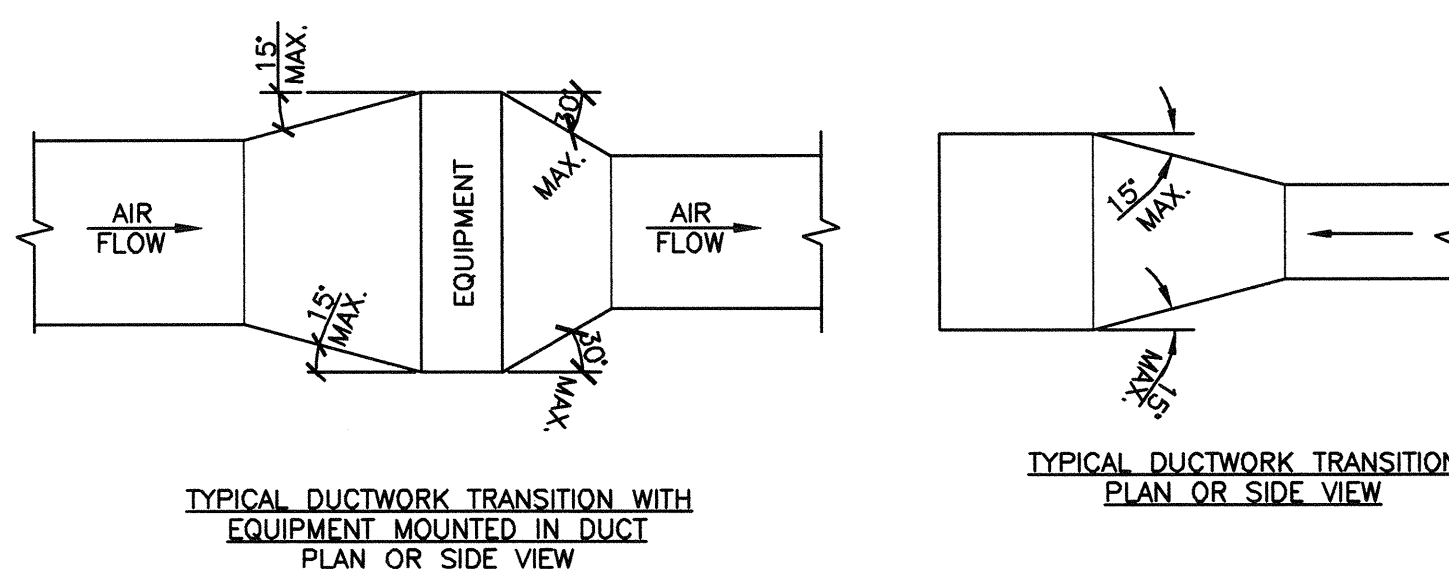 15°
MAX.
30°
MAX.
AIR
FLOW
EQUIPMENT
AIR
FLOW
15°
MAX.
30°
MAX.
TYPICAL DUCTWORK TRANSITION WITH
EQUIPMENT MOUNTED IN DUCT
PLAN OR SIDE VIEW
15°
MAX.
15°
MAX.
TYPICAL DUCTWORK TRANSITION
PLAN OR SIDE VIEW